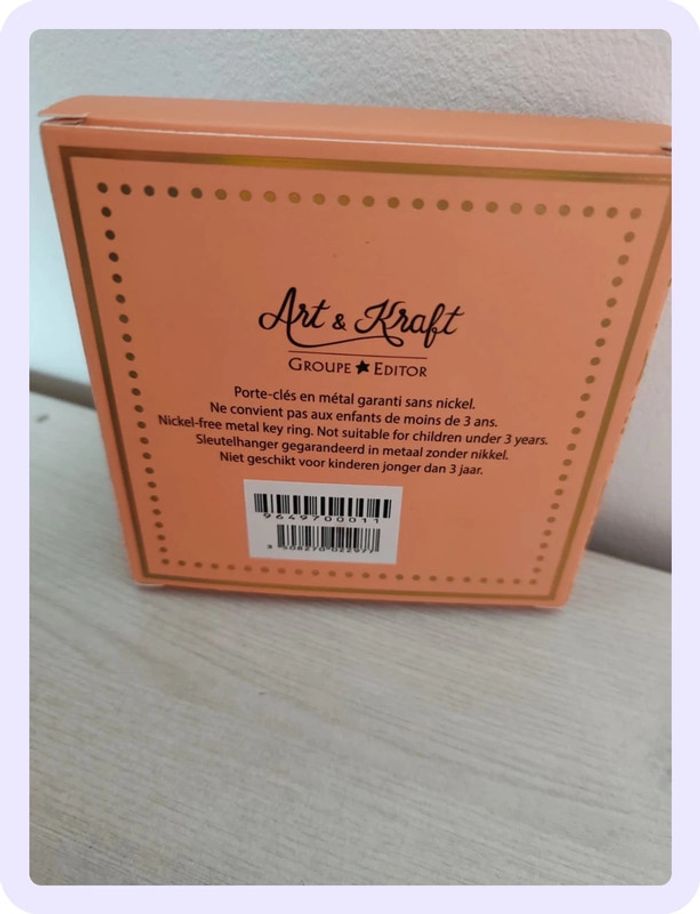 Art & Kraft
GROUPE ★ EDITOR
Porte-clés en métal garanti sans nickel.
Ne convient pas aux enfants de moins de 3 ans.
Nickel-free metal key ring. Not suitable for children under 3 years.
Sleutelhanger gegarandeerd in metaal zonder nikkel.
Niet geschikt voor kinderen jonger dan 3 jaar.
9649700011